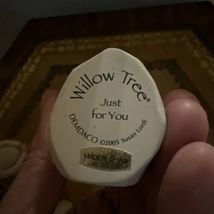 Willow Tree®
Just
for You
DEMDACO ©2005 Susan Lordi
MADE IN CHINA